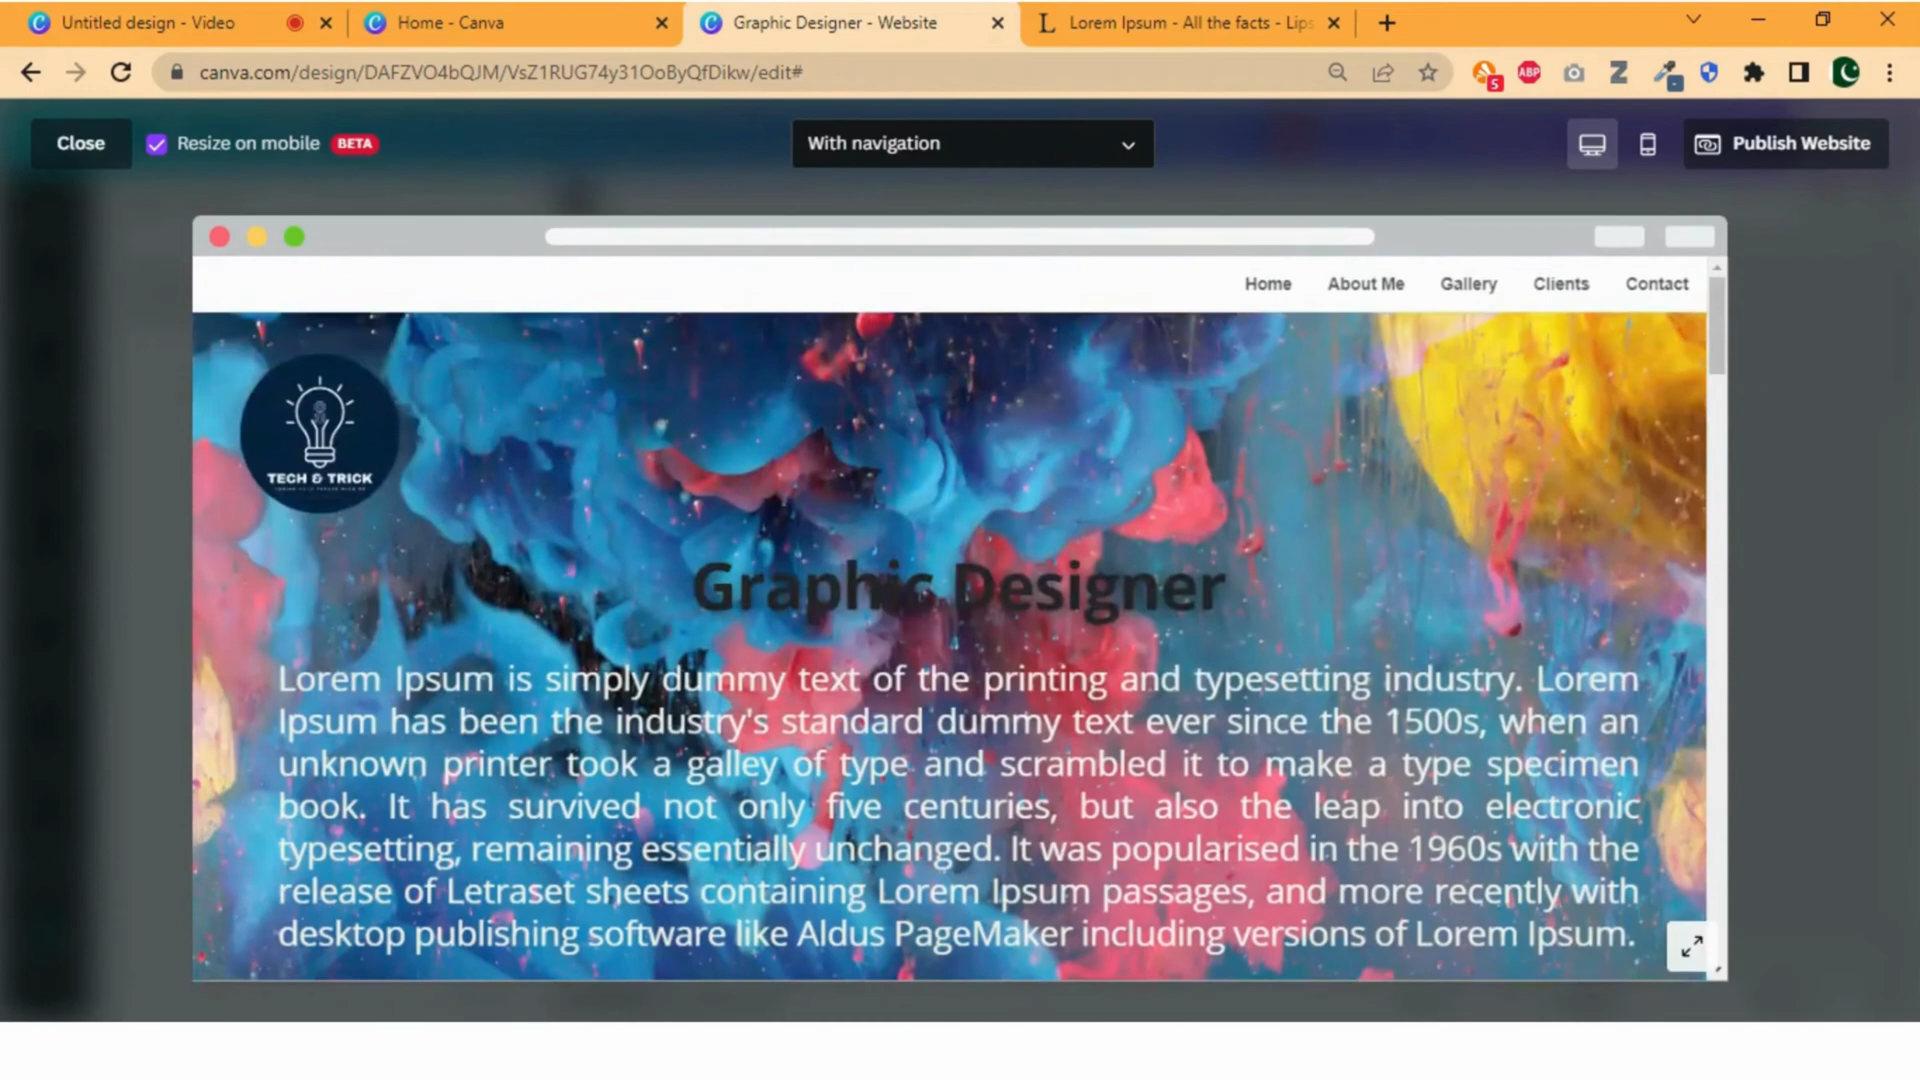 Untitled design - Video
Home - Canva
Graphic Designer - Website
Lorem Ipsum - All the facts - Lips
canva.com/design/DAFZVO4bQJM/VsZ1RUG74y31OoByQfDikw/edit#
5
ABP
Close
Resize on mobile
BETA
With navigation
Publish Website
Home
About Me
Gallery
Clients
Contact
TECH & TRICK
Graphic Designer
Lorem Ipsum is simply dummy text of the printing and typesetting industry. Lorem
Ipsum has been the industry's standard dummy text ever since the 1500s, when an
unknown printer took a galley of type and scrambled it to make a type specimen
book. It has survived not only five centuries, but also the leap into electronic
typesetting, remaining essentially unchanged. It was popularised in the 1960s with the
release of Letraset sheets containing Lorem Ipsum passages, and more recently with
desktop publishing software like Aldus PageMaker including versions of Lorem Ipsum.